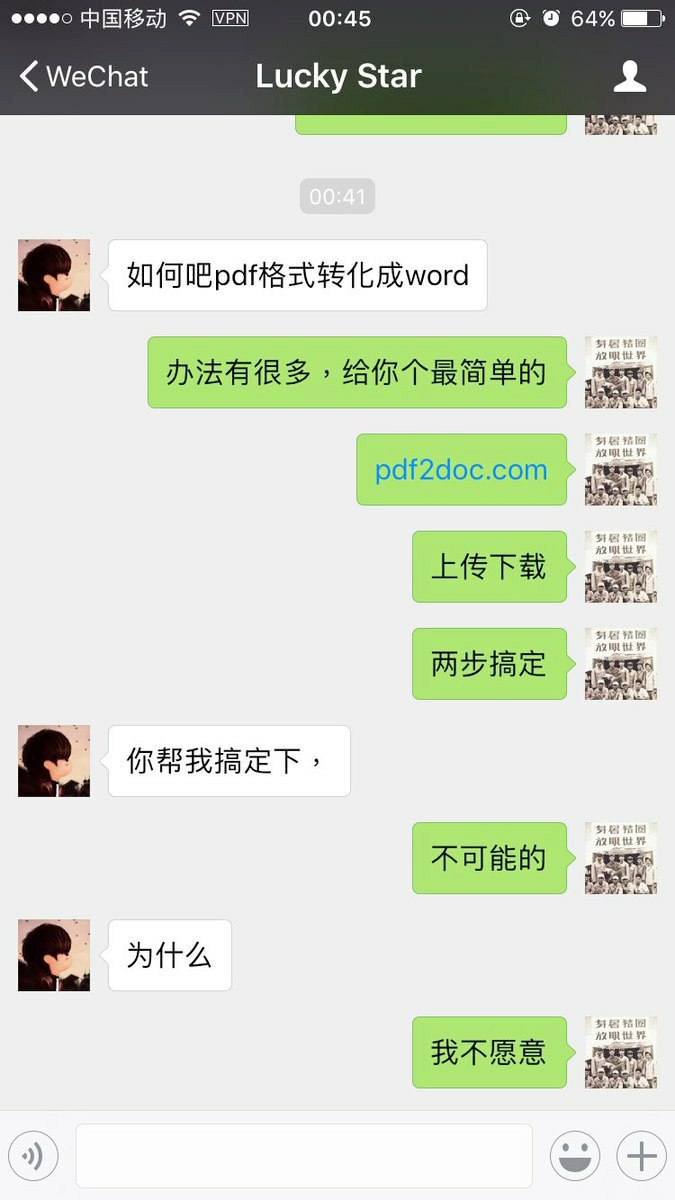 中国移动 VPN 00:45 64%
WeChat Lucky Star
00:41
如何吧pdf格式转化成word
办法有很多，给你个最简单的
pdf2doc.com
上传下载
两步搞定
你帮我搞定下，
不可能的
为什么
我不愿意